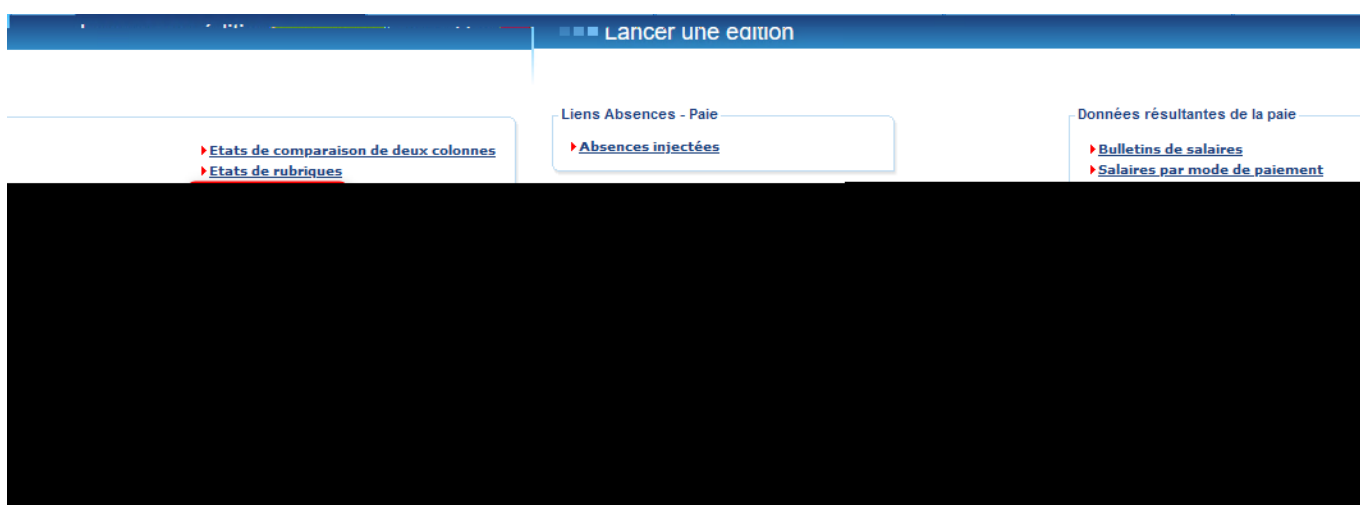 Lancer une édition
Liens Absences - Paie
Absences injectées
Données résultantes de la paie
Bulletins de salaires
Salaires par mode de paiement
Etats de comparaison de deux colonnes
Etats de rubriques